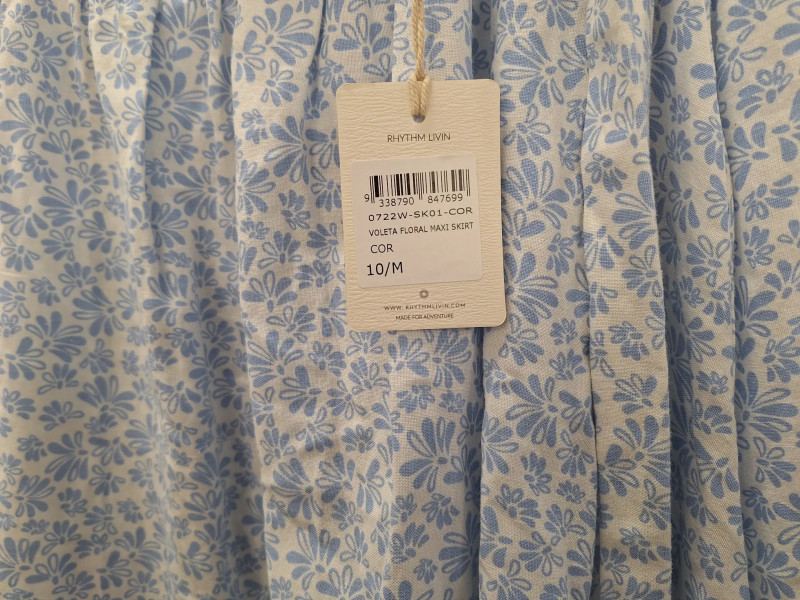 RHYTHM LIVIN
9 338790 847699
0722W-SK01-COR
VOLETA FLORAL MAXI SKIRT
COR
10/M
WWW.RHYTHMLIVIN.COM
MADE FOR ADVENTURE